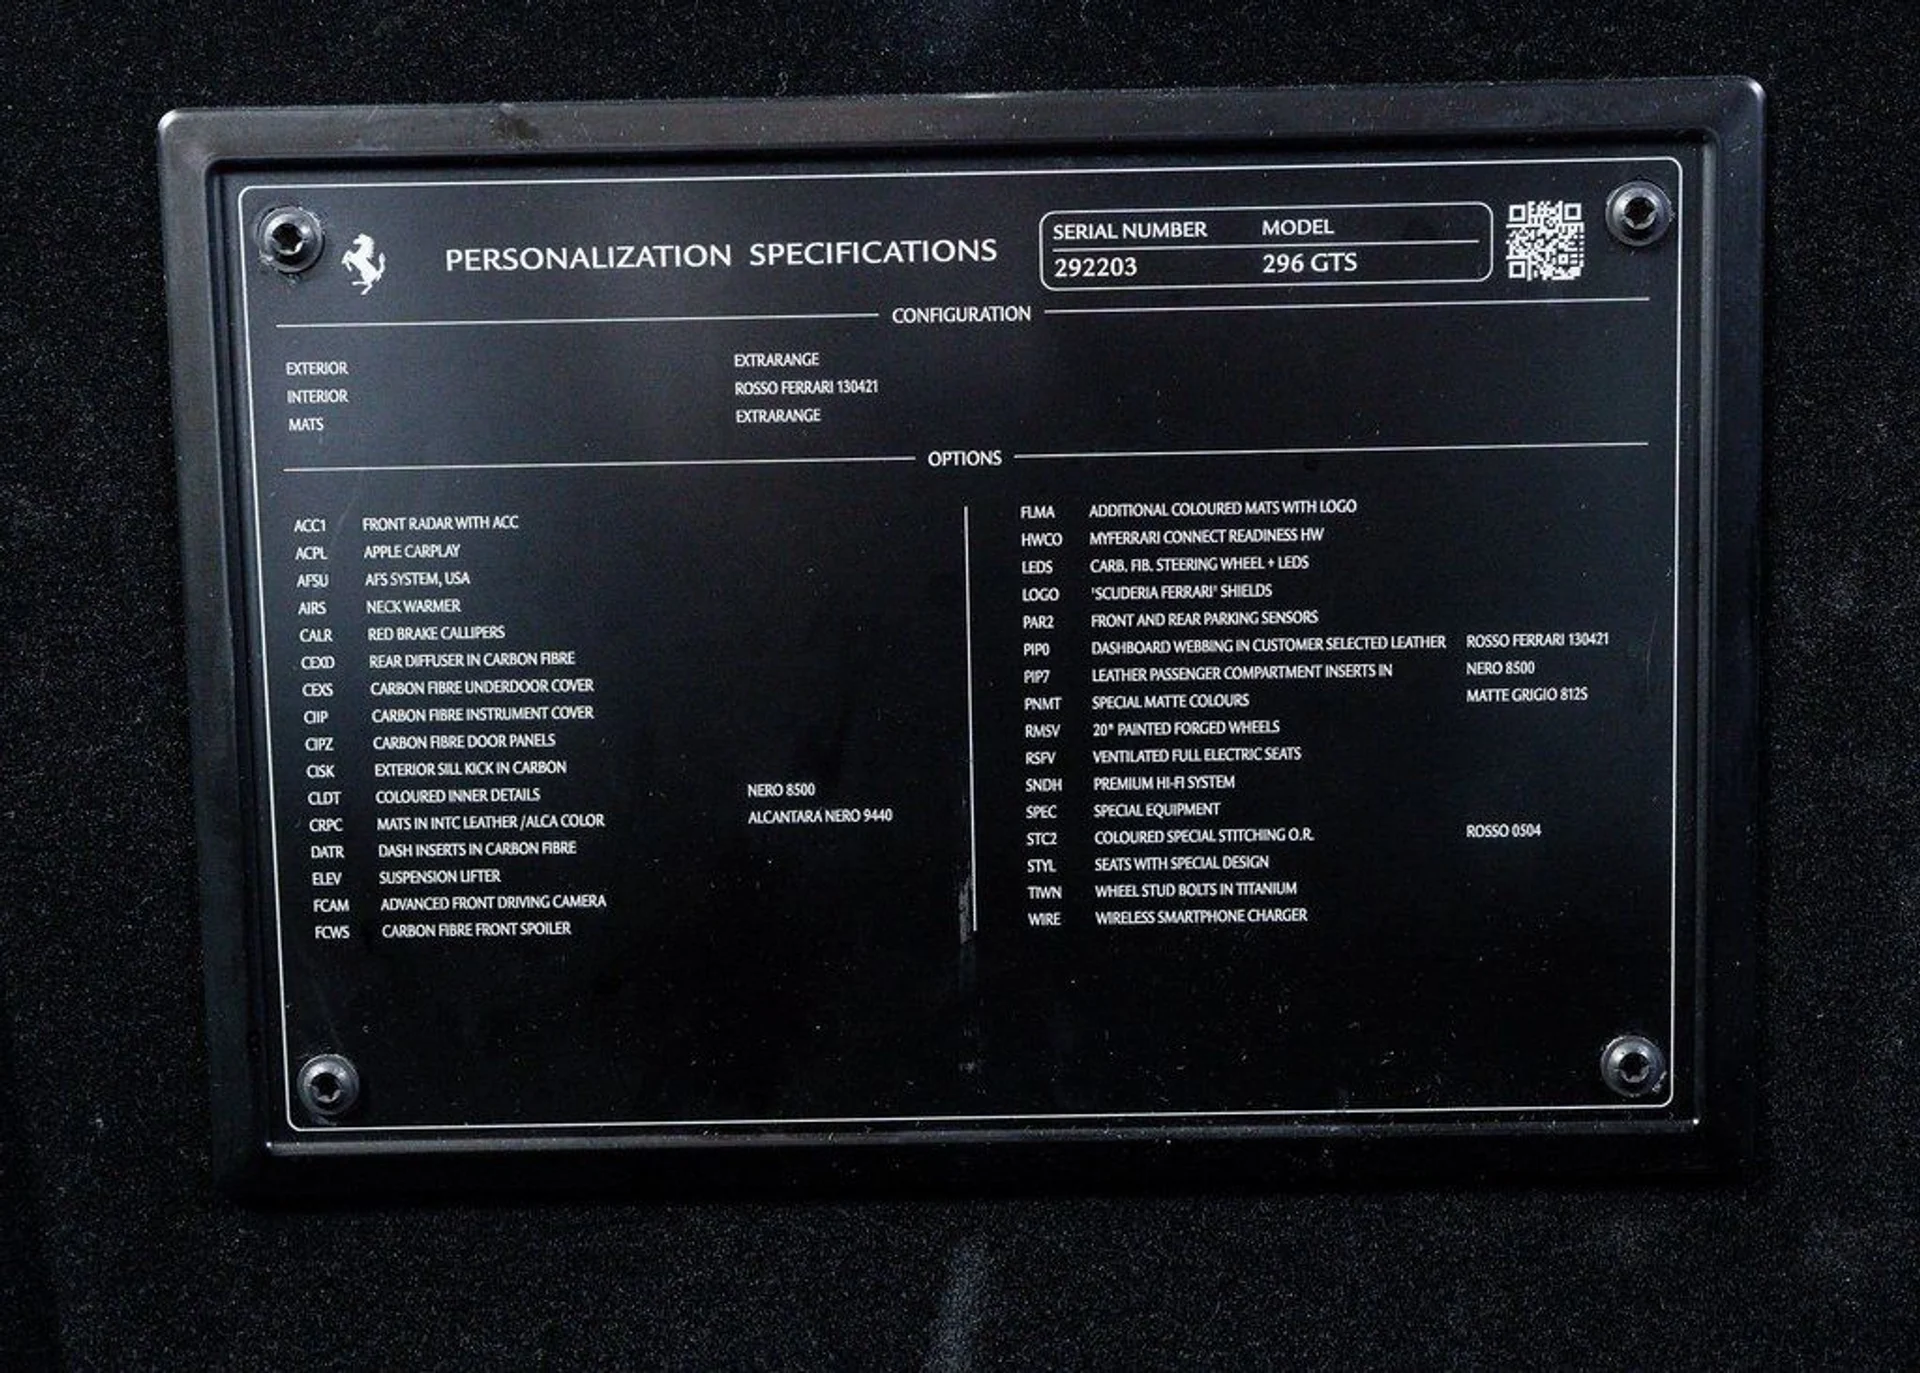 PERSONALIZATION SPECIFICATIONS
SERIAL NUMBER MODEL
292203 296 GTS
CONFIGURATION
EXTERIOR EXTRARANGE
INTERIOR ROSSO FERRARI 130421
MATS EXTRARANGE
OPTIONS
ACC1 FRONT RADAR WITH ACC
ACPL APPLE CARPLAY
AFSU AFS SYSTEM, USA
AIRS NECK WARMER
CALR RED BRAKE CALLIPERS
CEXD REAR DIFFUSER IN CARBON FIBRE
CEXS CARBON FIBRE UNDERDOOR COVER
CIIP CARBON FIBRE INSTRUMENT COVER
CIPZ CARBON FIBRE DOOR PANELS
CISK EXTERIOR SILL KICK IN CARBON
CLDT COLOURED INNER DETAILS NERO 8500
CRPC MATS IN INTC LEATHER /ALCA COLOR ALCANTARA NERO 9440
DATR DASH INSERTS IN CARBON FIBRE
ELEV SUSPENSION LIFTER
FCAM ADVANCED FRONT DRIVING CAMERA
FCWS CARBON FIBRE FRONT SPOILER
FLMA ADDITIONAL COLOURED MATS WITH LOGO
HWCO MYFERRARI CONNECT READINESS HW
LEDS CARB. FIB. STEERING WHEEL + LEDS
LOGO "SCUDERIA FERRARI" SHIELDS
PAR2 FRONT AND REAR PARKING SENSORS
PIP0 DASHBOARD WEBBING IN CUSTOMER SELECTED LEATHER ROSSO FERRARI 130421
PIP7 LEATHER PASSENGER COMPARTMENT INSERTS IN NERO 8500
PNMT SPECIAL MATTE COLOURS MATTE GRIGIO 812S
RMSV 20" PAINTED FORGED WHEELS
RSFV VENTILATED FULL ELECTRIC SEATS
SNDH PREMIUM HI-FI SYSTEM
SPEC SPECIAL EQUIPMENT
STC2 COLOURED SPECIAL STITCHING O.R. ROSSO 0504
STYL SEATS WITH SPECIAL DESIGN
TIWN WHEEL STUD BOLTS IN TITANIUM
WIRE WIRELESS SMARTPHONE CHARGER